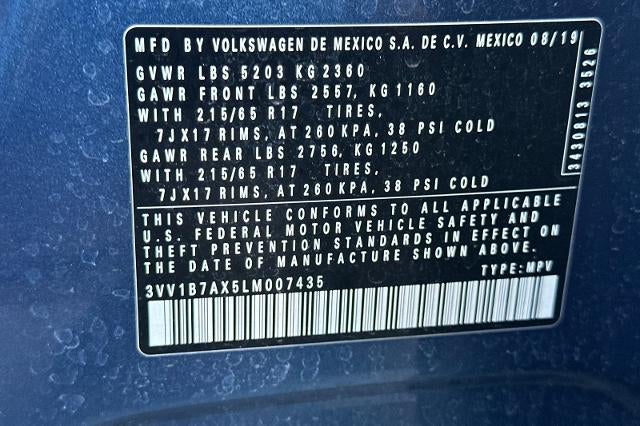 MFD BY VOLKSWAGEN DE MEXICO S.A. DE C.V. MEXICO 08/19
GVWR LBS 5203 KG 2360
GAWR FRONT LBS 2557, KG 1160
WITH 215/65 R17 TIRES,
7JX17 RIMS, AT 260 KPA, 38 PSI COLD
GAWR REAR LBS 2756, KG 1250
WITH 215/65 R17 TIRES,
7JX17 RIMS, AT 260 KPA, 38 PSI COLD
3430813 3526
THIS VEHICLE CONFORMS TO ALL APPLICABLE
U.S. FEDERAL MOTOR VEHICLE SAFETY AND
THEFT PREVENTION STANDARDS IN EFFECT ON
THE DATE OF MANUFACTURE SHOWN ABOVE.
3VV1B7AX5LM007435 TYPE: MPV